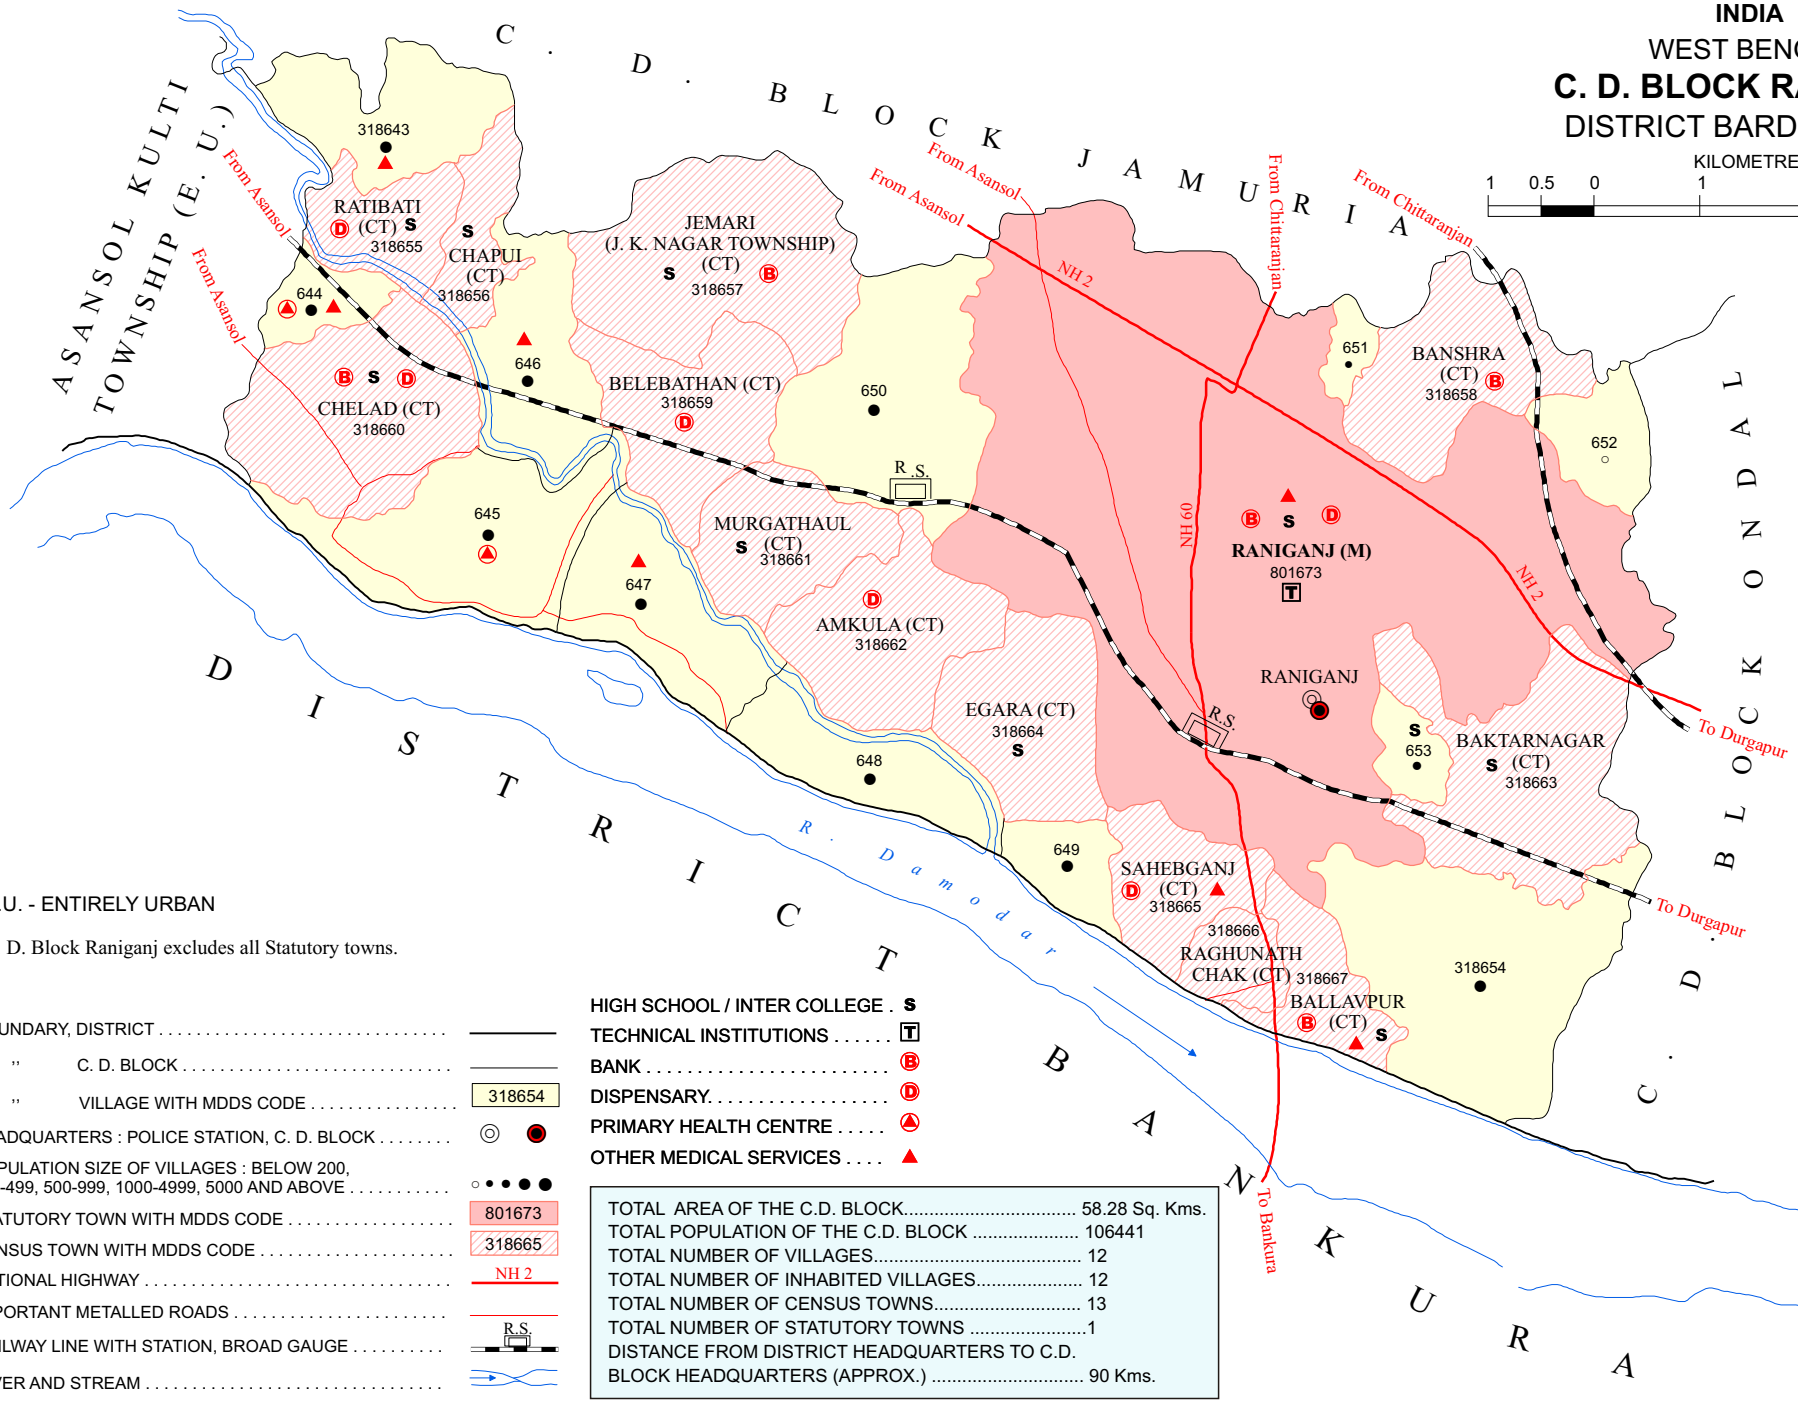 INDIA
WEST BENG
C. D. BLOCK RA
DISTRICT BARD
KILOMETRE
1 0.5 0 1
C . D . BLOCK JAMURIA
ASANSOL KULTI
TOWNSHIP (E. U.)
C. D. BLOCK ONDAL
DISTRICT BANKURA
R. Damodar
From Asansol
From Asansol
From Asansol
From Asansol
From Chittaranjan
From Chittaranjan
NH 2
NH 60
NH 2
To Durgapur
To Durgapur
To Bankura
318643
RATIBATI
(CT) S
D
318655
S
CHAPUI
(CT)
318656
JEMARI
(J. K. NAGAR TOWNSHIP)
(CT)
S B
318657
644
646
B S D
CHELAD (CT)
318660
BELEBATHAN (CT)
318659
D
650
R.S.
651
BANSHRA
(CT)
B
318658
652
645
647
MURGATHAUL
S (CT)
318661
D
AMKULA (CT)
318662
B S D
RANIGANJ (M)
801673
T
RANIGANJ
R.S.
EGARA (CT)
318664
S
S
653
BAKTARNAGAR
(CT)
S
318663
648
649
SAHEBGANJ
D (CT)
318665
318666
RAGHUNATH
CHAK (CT)
318667
BALLAVPUR
B (CT) S
318654
.U. - ENTIRELY URBAN
D. Block Raniganj excludes all Statutory towns.
UNDARY, DISTRICT
,, C. D. BLOCK
,, VILLAGE WITH MDDS CODE 318654
ADQUARTERS : POLICE STATION, C. D. BLOCK
PULATION SIZE OF VILLAGES : BELOW 200,
-499, 500-999, 1000-4999, 5000 AND ABOVE
ATUTORY TOWN WITH MDDS CODE 801673
NSUS TOWN WITH MDDS CODE 318665
TIONAL HIGHWAY NH 2
PORTANT METALLED ROADS
ILWAY LINE WITH STATION, BROAD GAUGE R.S.
VER AND STREAM
HIGH SCHOOL / INTER COLLEGE . S
TECHNICAL INSTITUTIONS . . . . . . T
BANK B
DISPENSARY D
PRIMARY HEALTH CENTRE . . . . .
OTHER MEDICAL SERVICES . . . .
TOTAL AREA OF THE C.D. BLOCK................................. 58.28 Sq. Kms.
TOTAL POPULATION OF THE C.D. BLOCK .................... 106441
TOTAL NUMBER OF VILLAGES....................................... 12
TOTAL NUMBER OF INHABITED VILLAGES.................... 12
TOTAL NUMBER OF CENSUS TOWNS........................... 13
TOTAL NUMBER OF STATUTORY TOWNS ......................1
DISTANCE FROM DISTRICT HEADQUARTERS TO C.D.
BLOCK HEADQUARTERS (APPROX.) ............................. 90 Kms.